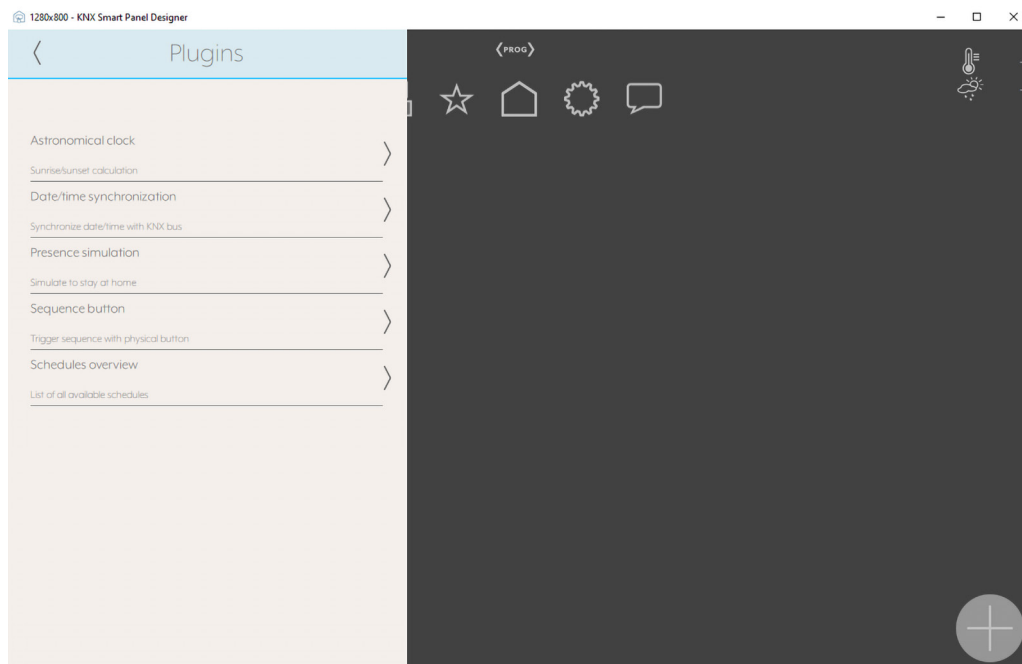 1280x800 - KNX Smart Panel Designer
Plugins
PROG
Astronomical clock
Sunrise/sunset calculation
Date/time synchronization
Synchronize date/time with KNX bus
Presence simulation
Simulate to stay at home
Sequence button
Trigger sequence with physical button
Schedules overview
List of all available schedules